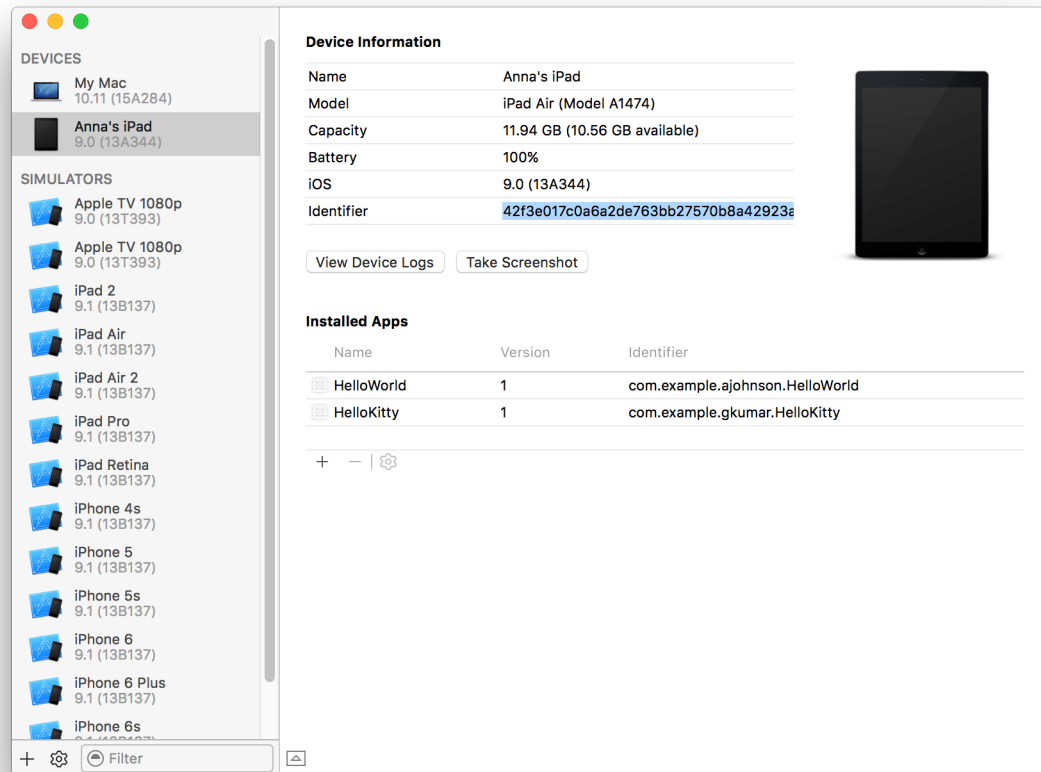 DEVICES
My Mac
10.11 (15A284)
Anna's iPad
9.0 (13A344)
SIMULATORS
Apple TV 1080p
9.0 (13T393)
Apple TV 1080p
9.0 (13T393)
iPad 2
9.1 (13B137)
iPad Air
9.1 (13B137)
iPad Air 2
9.1 (13B137)
iPad Pro
9.1 (13B137)
iPad Retina
9.1 (13B137)
iPhone 4s
9.1 (13B137)
iPhone 5
9.1 (13B137)
iPhone 5s
9.1 (13B137)
iPhone 6
9.1 (13B137)
iPhone 6 Plus
9.1 (13B137)
iPhone 6s
Filter
Device Information
Name Anna's iPad
Model iPad Air (Model A1474)
Capacity 11.94 GB (10.56 GB available)
Battery 100%
iOS 9.0 (13A344)
Identifier 42f3e017c0a6a2de763bb27570b8a42923a
View Device Logs Take Screenshot
Installed Apps
Name Version Identifier
HelloWorld 1 com.example.ajohnson.HelloWorld
HelloKitty 1 com.example.gkumar.HelloKitty